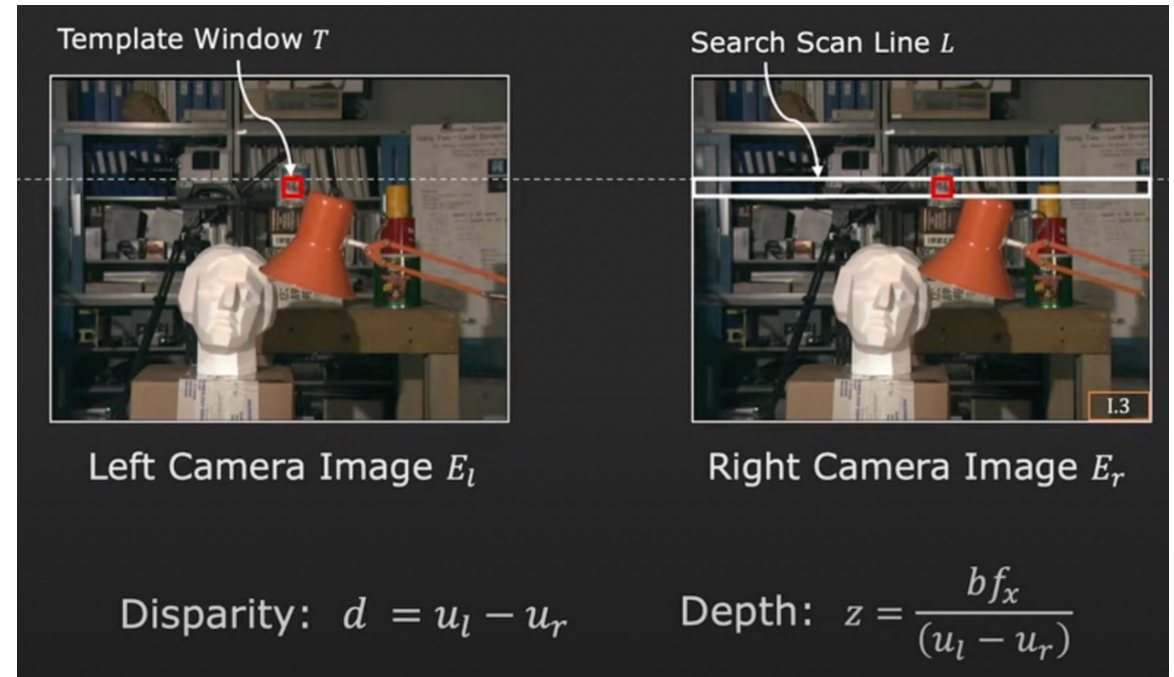 Template Window T
Search Scan Line L
I.3
Left Camera Image E_l
Right Camera Image E_r
Disparity: d = u_l − u_r
Depth: z = bf_x / (u_l − u_r)